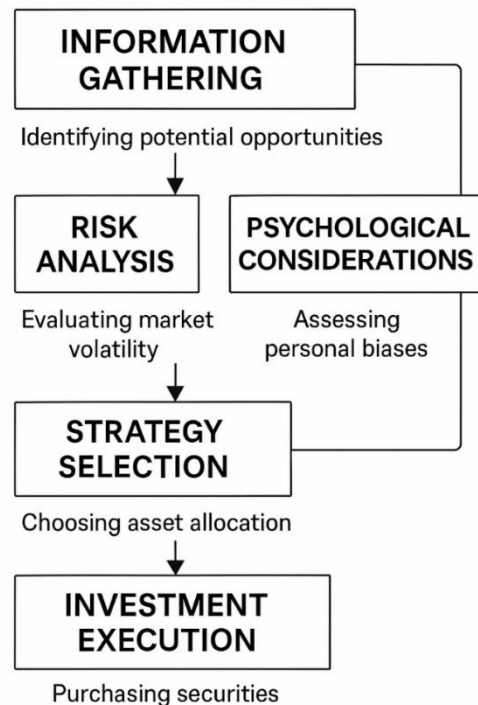 INFORMATION
GATHERING
Identifying potential opportunities
RISK
ANALYSIS
Evaluating market
volatility
PSYCHOLOGICAL
CONSIDERATIONS
Assessing
personal biases
STRATEGY
SELECTION
Choosing asset allocation
INVESTMENT
EXECUTION
Purchasing securities